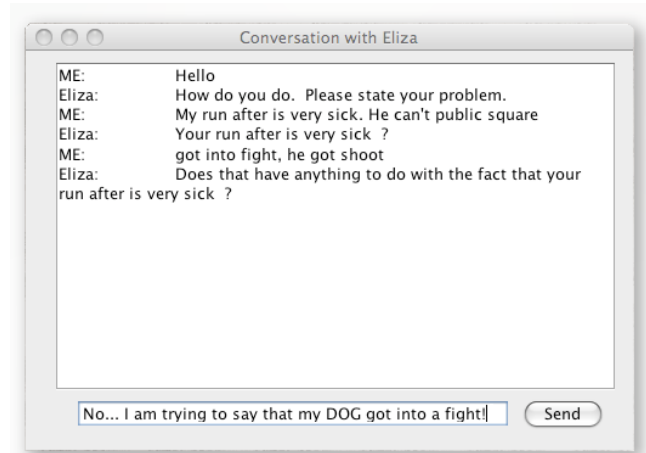 Conversation with Eliza
ME: Hello
Eliza: How do you do.  Please state your problem.
ME: My run after is very sick. He can't public square
Eliza: Your run after is very sick  ?
ME: got into fight, he got shoot
Eliza: Does that have anything to do with the fact that your
run after is very sick  ?
No... I am trying to say that my DOG got into a fight!
Send